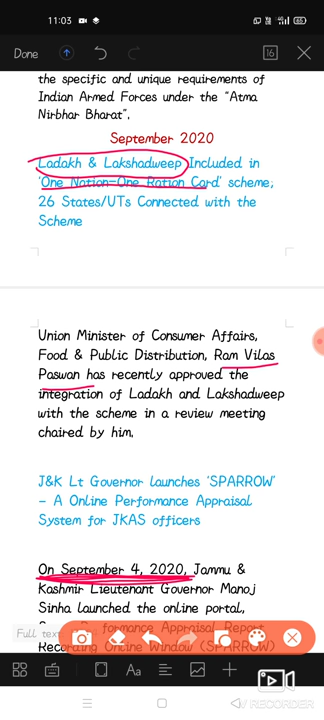 11:03
65
Done
16
the specific and unique requirements of
Indian Armed Forces under the "Atma
Nirbhar Bharat".
September 2020
Ladakh & Lakshadweep Included in
'One Nation-One Ration Card' scheme;
26 States/UTs Connected with the
Scheme
Union Minister of Consumer Affairs,
Food & Public Distribution, Ram Vilas
Paswan has recently approved the
integration of Ladakh and Lakshadweep
with the scheme in a review meeting
chaired by him.
J&K Lt Governor launches 'SPARROW'
– A Online Performance Appraisal
System for JKAS officers
On September 4, 2020, Jammu &
Kashmir Lieutenant Governor Manoj
Sinha launched the online portal,
formance Appraisal Report
Recording Online Window (SPARROW)
Full text
Aa
RECORDER